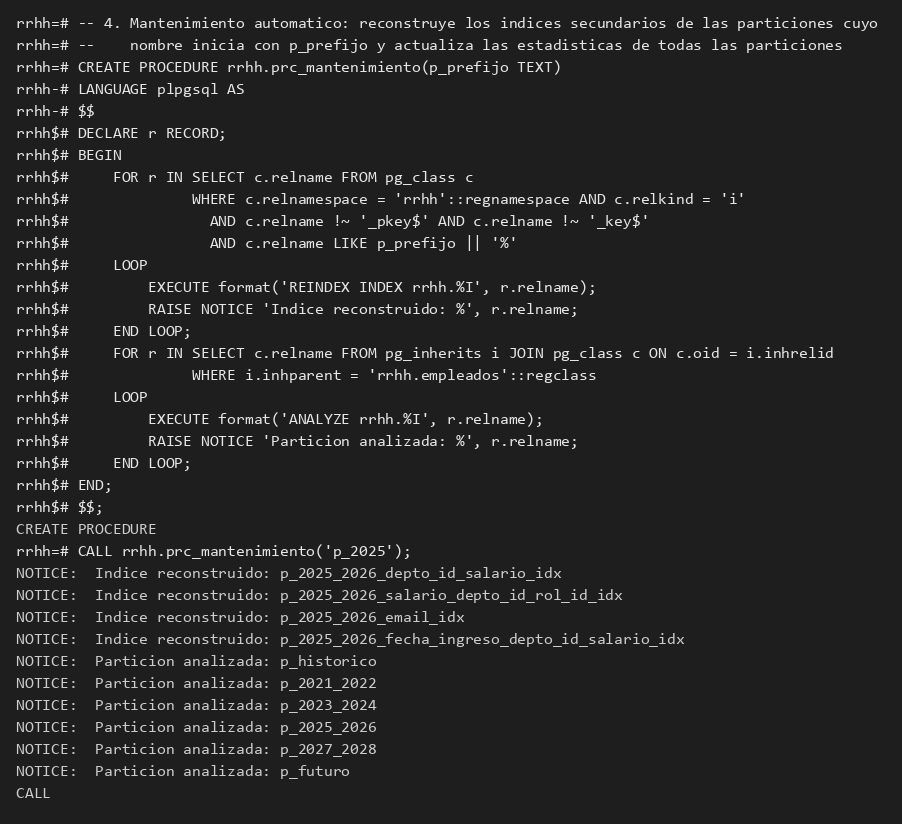 rrhh=# -- 4. Mantenimiento automatico: reconstruye los indices secundarios de las particiones cuyo
rrhh=# --    nombre inicia con p_prefijo y actualiza las estadisticas de todas las particiones
rrhh=# CREATE PROCEDURE rrhh.prc_mantenimiento(p_prefijo TEXT)
rrhh-# LANGUAGE plpgsql AS
rrhh-# $$
rrhh$# DECLARE r RECORD;
rrhh$# BEGIN
rrhh$#     FOR r IN SELECT c.relname FROM pg_class c
rrhh$#              WHERE c.relnamespace = 'rrhh'::regnamespace AND c.relkind = 'i'
rrhh$#                AND c.relname !~ '_pkey$' AND c.relname !~ '_key$'
rrhh$#                AND c.relname LIKE p_prefijo || '%'
rrhh$#     LOOP
rrhh$#         EXECUTE format('REINDEX INDEX rrhh.%I', r.relname);
rrhh$#         RAISE NOTICE 'Indice reconstruido: %', r.relname;
rrhh$#     END LOOP;
rrhh$#     FOR r IN SELECT c.relname FROM pg_inherits i JOIN pg_class c ON c.oid = i.inhrelid
rrhh$#              WHERE i.inhparent = 'rrhh.empleados'::regclass
rrhh$#     LOOP
rrhh$#         EXECUTE format('ANALYZE rrhh.%I', r.relname);
rrhh$#         RAISE NOTICE 'Particion analizada: %', r.relname;
rrhh$#     END LOOP;
rrhh$# END;
rrhh$# $$;
CREATE PROCEDURE
rrhh=# CALL rrhh.prc_mantenimiento('p_2025');
NOTICE:  Indice reconstruido: p_2025_2026_depto_id_salario_idx
NOTICE:  Indice reconstruido: p_2025_2026_salario_depto_id_rol_id_idx
NOTICE:  Indice reconstruido: p_2025_2026_email_idx
NOTICE:  Indice reconstruido: p_2025_2026_fecha_ingreso_depto_id_salario_idx
NOTICE:  Particion analizada: p_historico
NOTICE:  Particion analizada: p_2021_2022
NOTICE:  Particion analizada: p_2023_2024
NOTICE:  Particion analizada: p_2025_2026
NOTICE:  Particion analizada: p_2027_2028
NOTICE:  Particion analizada: p_futuro
CALL